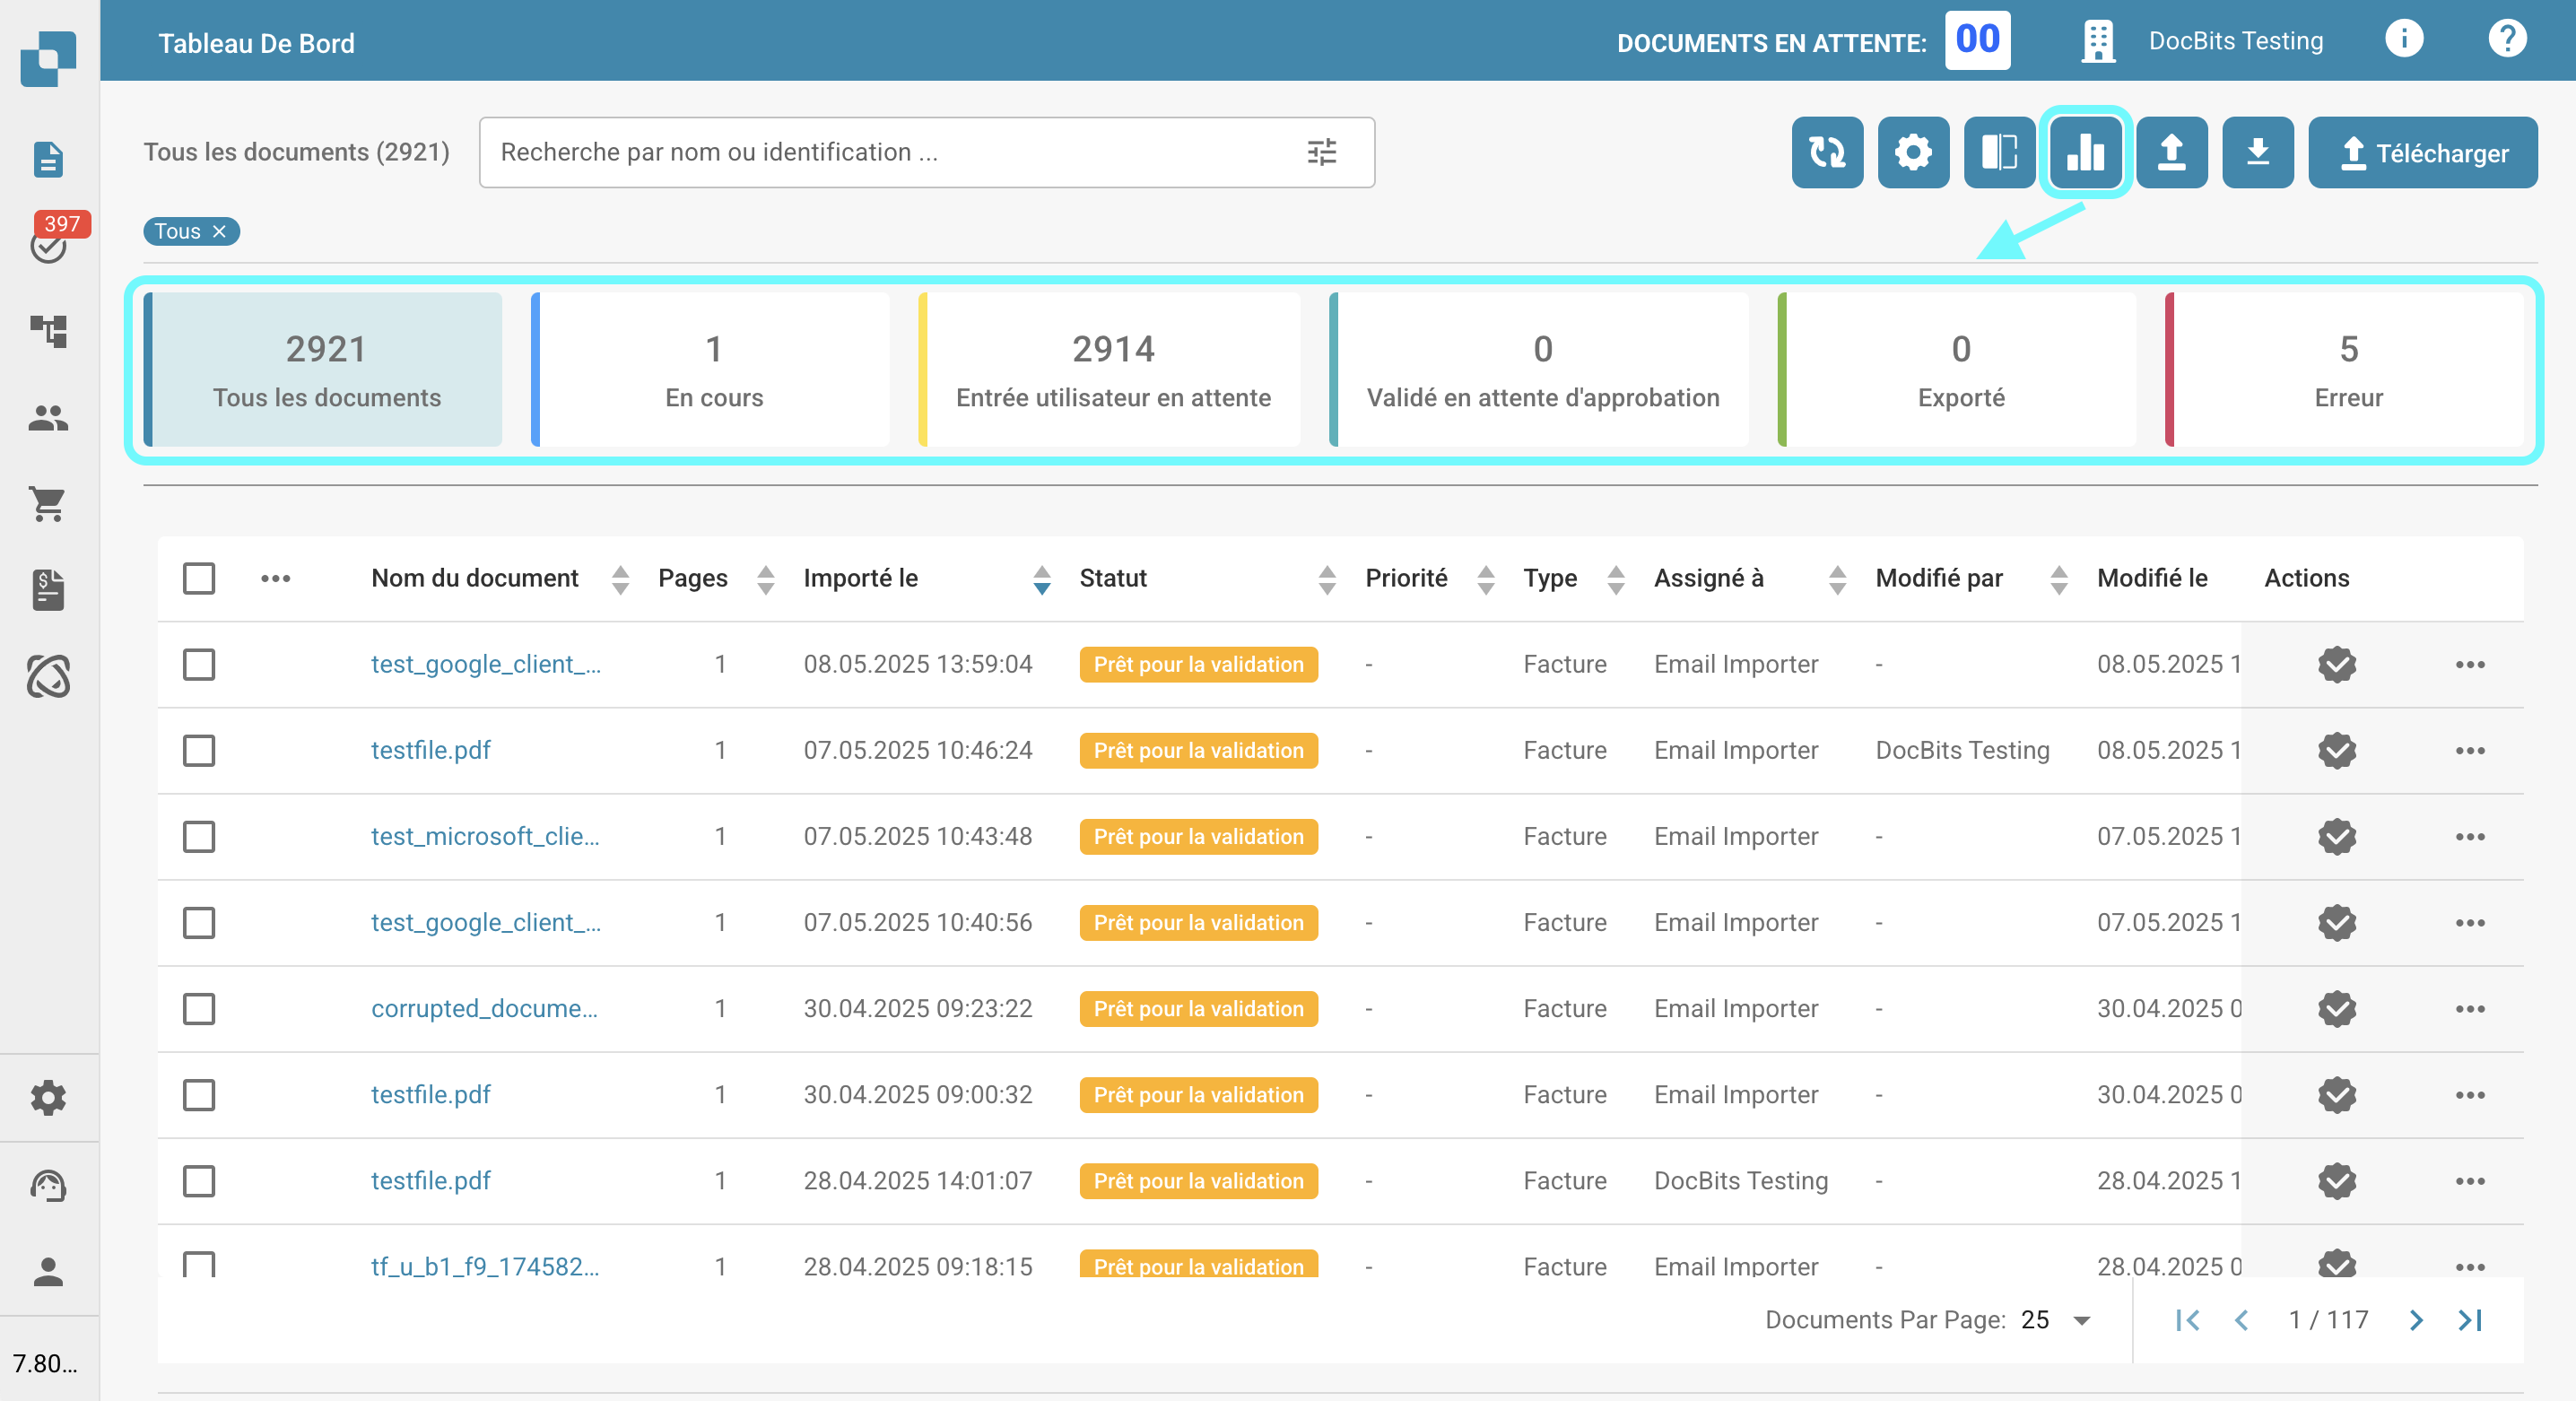 Tableau De Bord
DOCUMENTS EN ATTENTE: 00
DocBits Testing
Tous les documents (2921)
Recherche par nom ou identification ...
Télécharger
397
Tous
2921
Tous les documents
1
En cours
2914
Entrée utilisateur en attente
0
Validé en attente d'approbation
0
Exporté
5
Erreur
Nom du document Pages Importé le Statut Priorité Type Assigné à Modifié par Modifié le Actions
test_google_client_... 1 08.05.2025 13:59:04 Prêt pour la validation - Facture Email Importer - 08.05.2025 1
testfile.pdf 1 07.05.2025 10:46:24 Prêt pour la validation - Facture Email Importer DocBits Testing 08.05.2025 1
test_microsoft_clie... 1 07.05.2025 10:43:48 Prêt pour la validation - Facture Email Importer - 07.05.2025 1
test_google_client_... 1 07.05.2025 10:40:56 Prêt pour la validation - Facture Email Importer - 07.05.2025 1
corrupted_docume... 1 30.04.2025 09:23:22 Prêt pour la validation - Facture Email Importer - 30.04.2025 0
testfile.pdf 1 30.04.2025 09:00:32 Prêt pour la validation - Facture Email Importer - 30.04.2025 0
testfile.pdf 1 28.04.2025 14:01:07 Prêt pour la validation - Facture DocBits Testing - 28.04.2025 1
tf_u_b1_f9_174582... 1 28.04.2025 09:18:15 Prêt pour la validation - Facture Email Importer - 28.04.2025 0
Documents Par Page: 25
1 / 117
7.80...